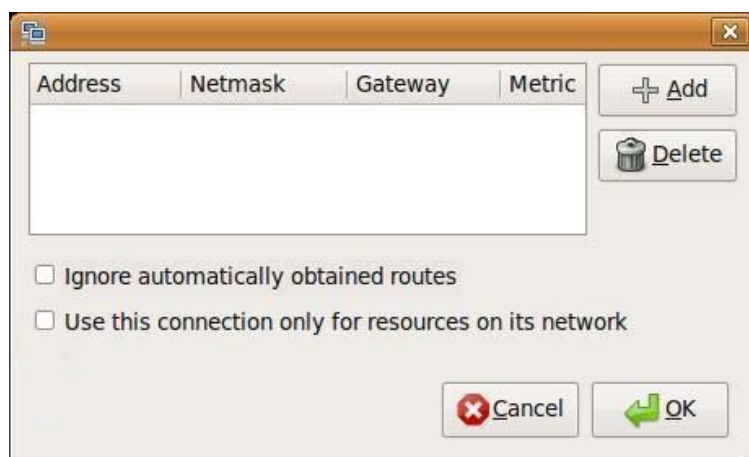 Address Netmask Gateway Metric
Add
Delete
Ignore automatically obtained routes
Use this connection only for resources on its network
Cancel OK